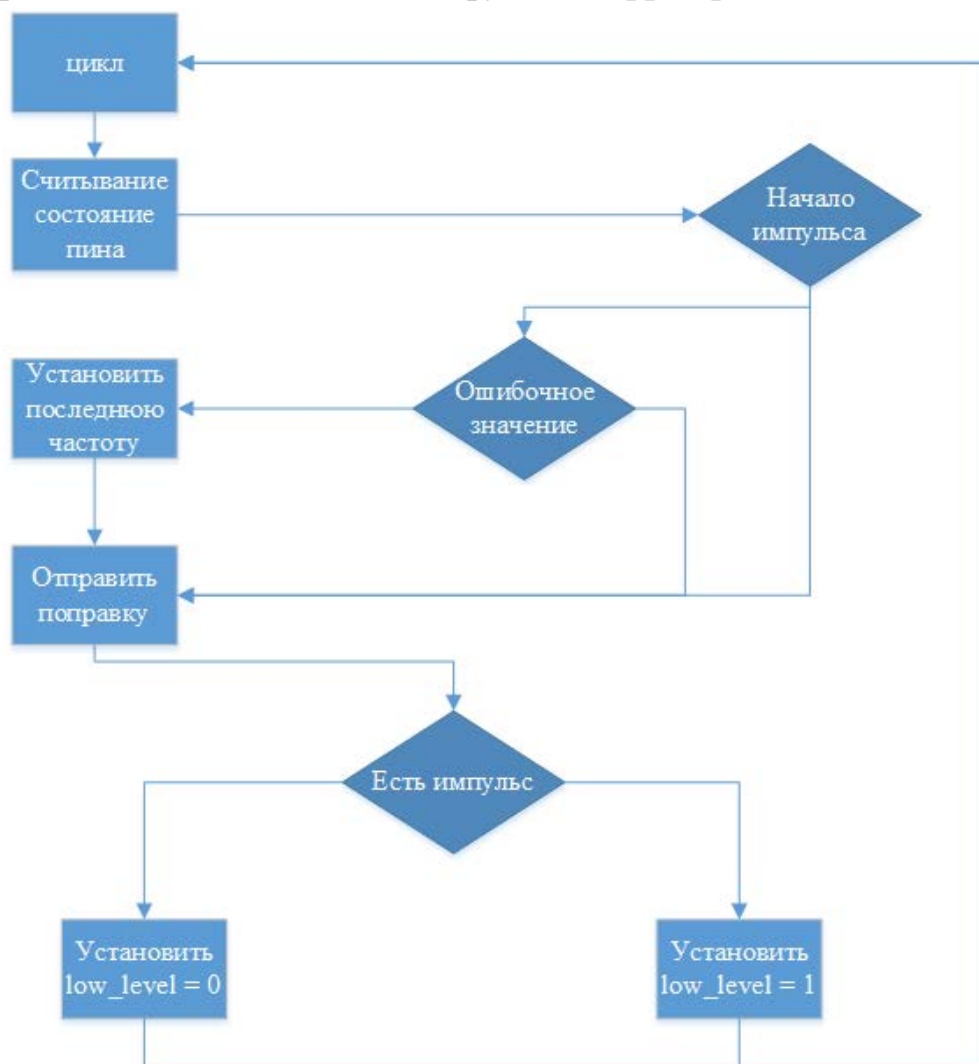 цикл
Считывание
состояние
пина
Начало
импульса
Установить
последнюю
частоту
Ошибочное
значение
Отправить
поправку
Есть импульс
Установить
low_level = 0
Установить
low_level = 1